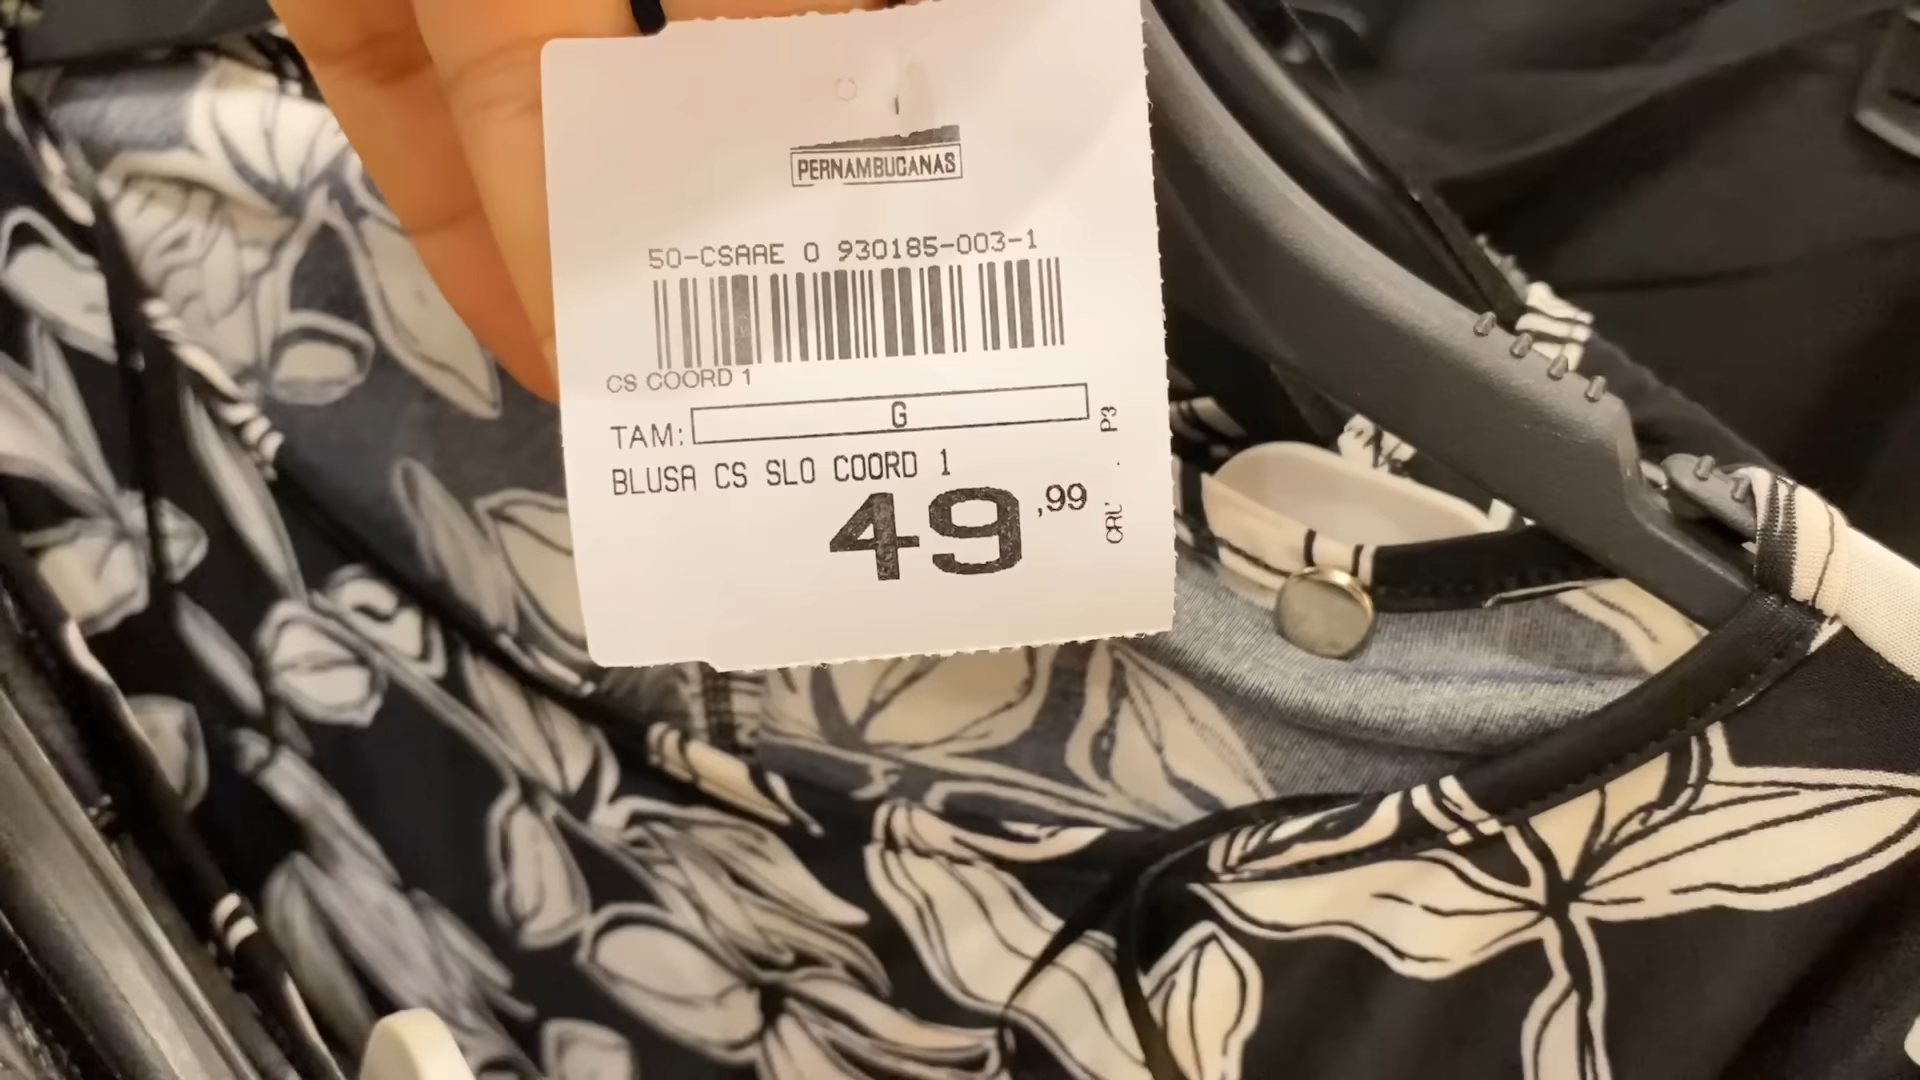 PERNAMBUCANAS
50-CSAAE 0 930185-003-1
CS COORD 1
TAM: G
P3
BLUSA CS SLO COORD 1
49,99